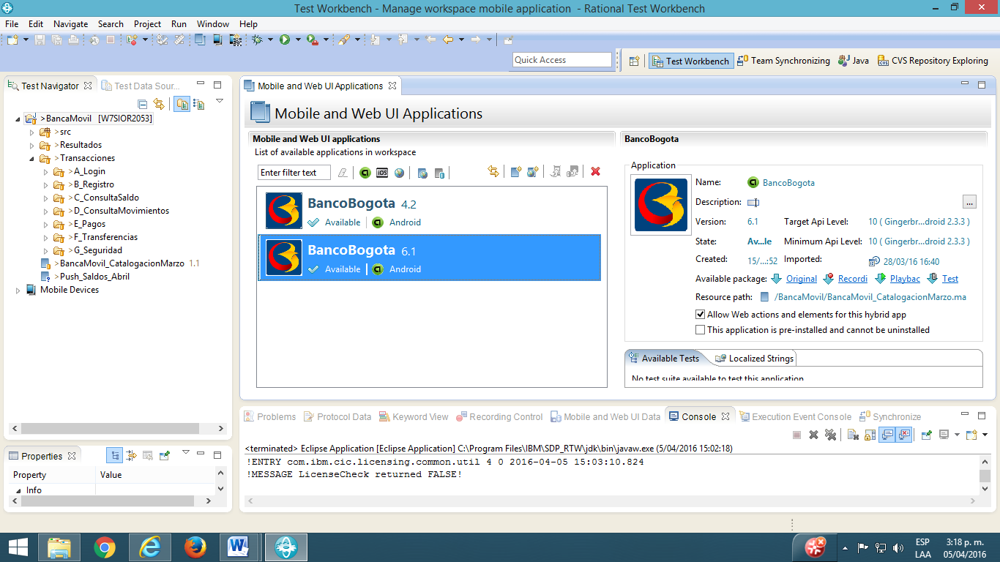 Test Workbench - Manage workspace mobile application - Rational Test Workbench
File Edit Navigate Search Project Run Window Help
Quick Access
Test Workbench
Team Synchronizing
Java
CVS Repository Exploring
Test Navigator
Test Data Sour...
>BancaMovil [W7SIOR2053]
>src
>Resultados
>Transacciones
>A_Login
>B_Registro
>C_ConsultaSaldo
>D_ConsultaMovimientos
>E_Pagos
>F_Transferencias
>G_Seguridad
>BancaMovil_CatalogacionMarzo 1.1
>Push_Saldos_Abril
Mobile Devices
Properties
Property Value
Info
Mobile and Web UI Applications
Mobile and Web UI Applications
Mobile and Web UI applications
List of available applications in workspace
Enter filter text
iOS
BancoBogota 4.2
Available Android
BancoBogota 6.1
Available Android
BancoBogota
Application
Name: BancoBogota
Description:
...
Version: 6.1 Target Api Level: 10 ( Gingerbr...droid 2.3.3 )
State: Av...le Minimum Api Level: 10 ( Gingerbr...droid 2.3.3 )
Created: 15/...:52 Imported: 28/03/16 16:40
Available package: Original Recordi Playbac Test
Resource path: /BancaMovil/BancaMovil_CatalogacionMarzo.ma
Allow Web actions and elements for this hybrid app
This application is pre-installed and cannot be uninstalled
Available Tests
Localized Strings
No test suite available to test this application
Problems
Protocol Data
Keyword View
Recording Control
Mobile and Web UI Data
Console
Execution Event Console
Synchronize
<terminated> Eclipse Application [Eclipse Application] C:\Program Files\IBM\SDP_RTW\jdk\bin\javaw.exe (5/04/2016 15:02:18)
!ENTRY com.ibm.cic.licensing.common.util 4 0 2016-04-05 15:03:10.824
!MESSAGE LicenseCheck returned FALSE!
ESP
LAA
3:18 p. m.
05/04/2016